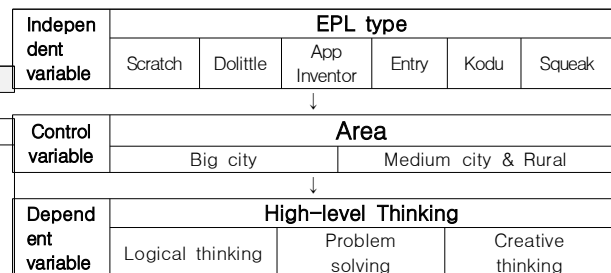 Indepen
dent
variable
EPL type
Scratch
Dolittle
App
Inventor
Entry
Kodu
Squeak
↓
Control
variable
Area
Big city
Medium city & Rural
↓
Depend
ent
variable
High-level Thinking
Logical thinking
Problem
solving
Creative
thinking